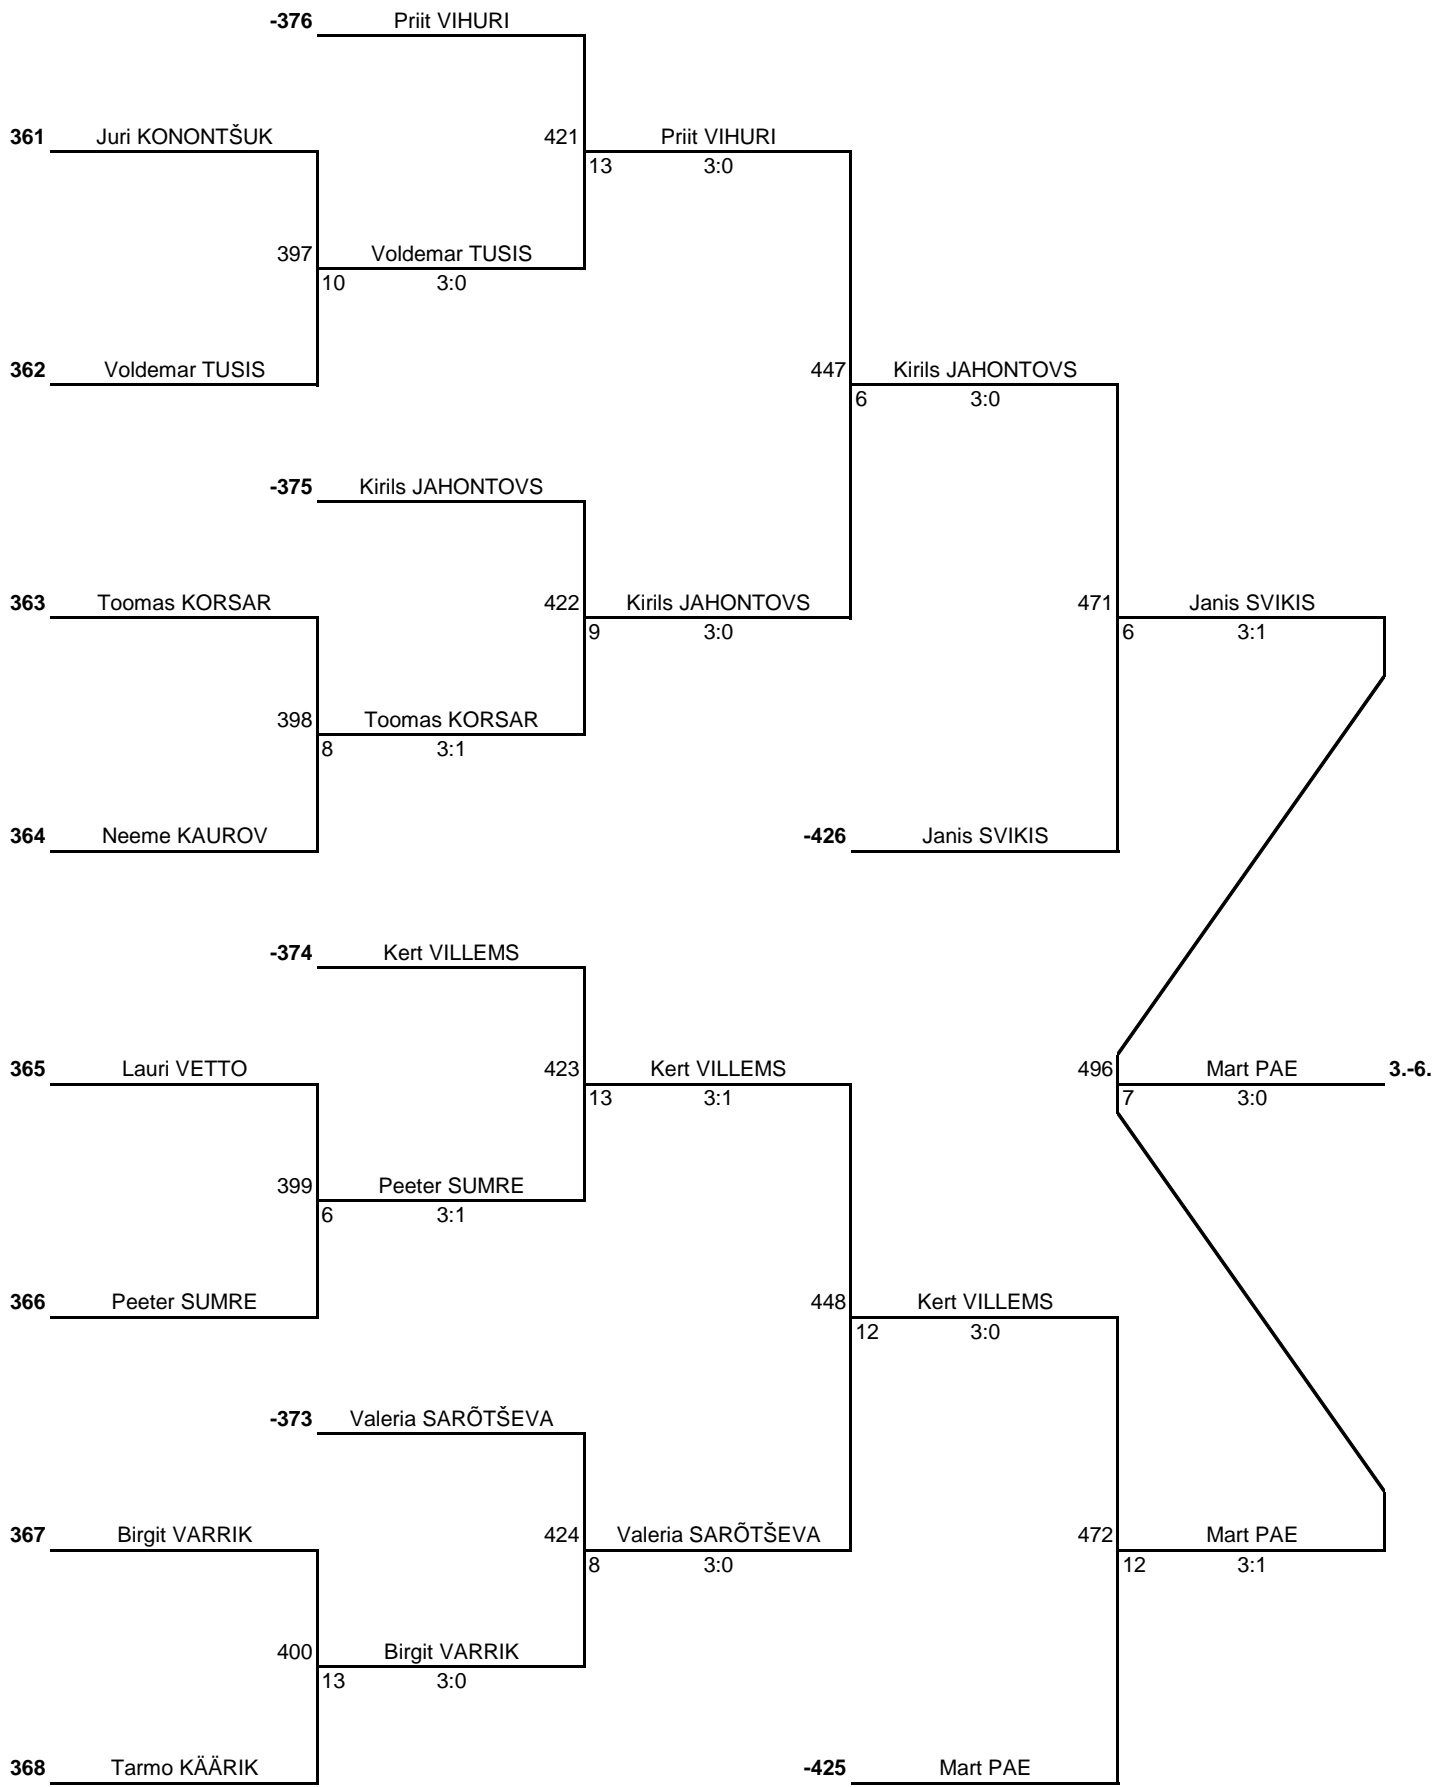 -376 Priit VIHURI
361 Juri KONONTŠUK 421 Priit VIHURI
13 3:0
397 Voldemar TUSIS
10 3:0
362 Voldemar TUSIS 447 Kirils JAHONTOVS
6 3:0
-375 Kirils JAHONTOVS
363 Toomas KORSAR 422 Kirils JAHONTOVS 471 Janis SVIKIS
9 3:0 6 3:1
398 Toomas KORSAR
8 3:1
364 Neeme KAUROV -426 Janis SVIKIS
-374 Kert VILLEMS
365 Lauri VETTO 423 Kert VILLEMS 496 Mart PAE 3.-6.
13 3:1 7 3:0
399 Peeter SUMRE
6 3:1
366 Peeter SUMRE 448 Kert VILLEMS
12 3:0
-373 Valeria SARÕTŠEVA
367 Birgit VARRIK 424 Valeria SARÕTŠEVA 472 Mart PAE
8 3:0 12 3:1
400 Birgit VARRIK
13 3:0
368 Tarmo KÄÄRIK -425 Mart PAE